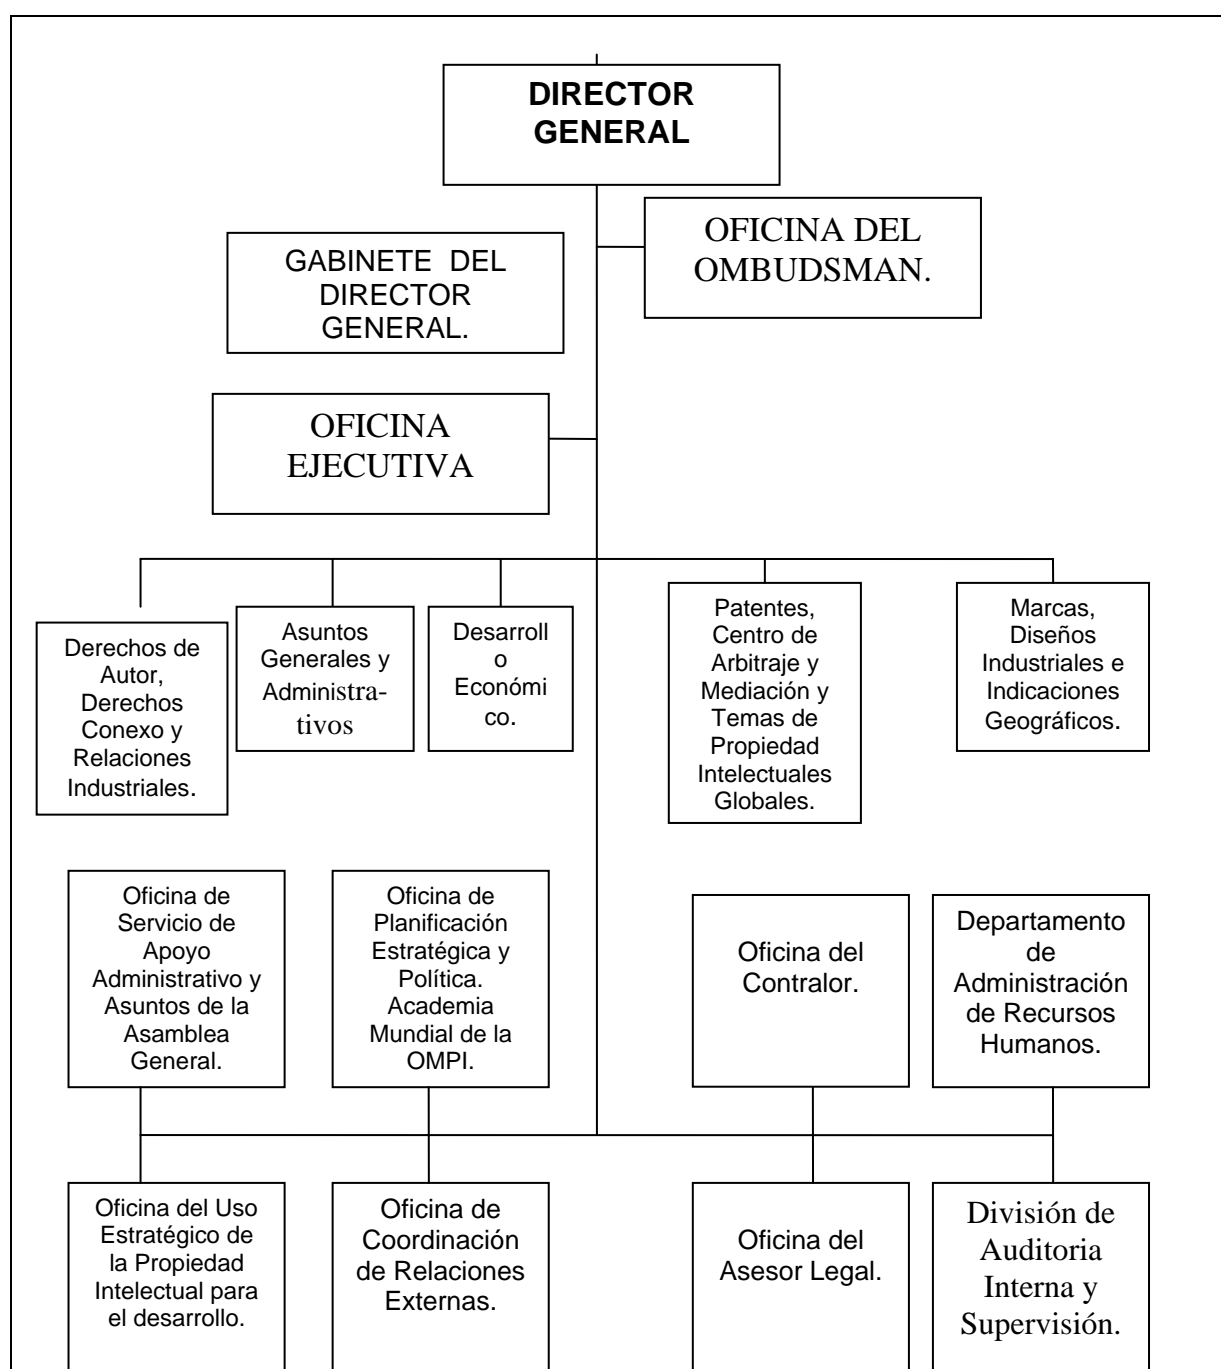 DIRECTOR
GENERAL
OFICINA DEL
OMBUDSMAN.
GABINETE DEL
DIRECTOR
GENERAL.
OFICINA
EJECUTIVA
Derechos de
Autor,
Derechos
Conexo y
Relaciones
Industriales.
Asuntos
Generales y
Administra-
tivos
Desarroll
o
Económi
co.
Patentes,
Centro de
Arbitraje y
Mediación y
Temas de
Propiedad
Intelectuales
Globales.
Marcas,
Diseños
Industriales e
Indicaciones
Geográficos.
Oficina de
Servicio de
Apoyo
Administrativo y
Asuntos de la
Asamblea
General.
Oficina de
Planificación
Estratégica y
Política.
Academia
Mundial de la
OMPI.
Oficina del
Contralor.
Departamento
de
Administración
de Recursos
Humanos.
Oficina del Uso
Estratégico de
la Propiedad
Intelectual para
el desarrollo.
Oficina de
Coordinación
de Relaciones
Externas.
Oficina del
Asesor Legal.
División de
Auditoria
Interna y
Supervisión.